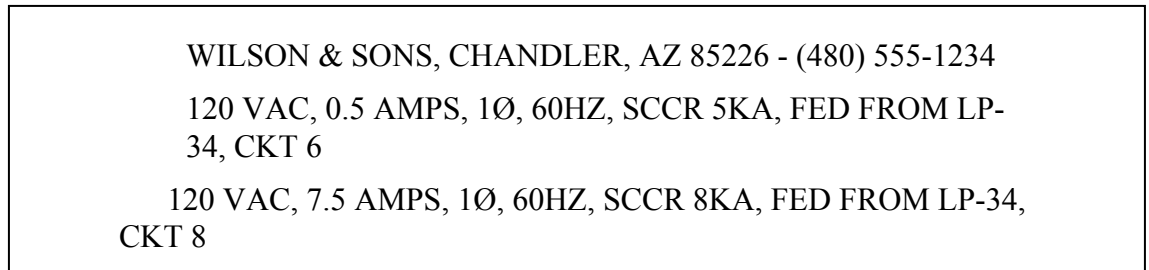 WILSON & SONS, CHANDLER, AZ 85226 - (480) 555-1234
120 VAC, 0.5 AMPS, 1Ø, 60HZ, SCCR 5KA, FED FROM LP-
34, CKT 6
120 VAC, 7.5 AMPS, 1Ø, 60HZ, SCCR 8KA, FED FROM LP-34,
CKT 8